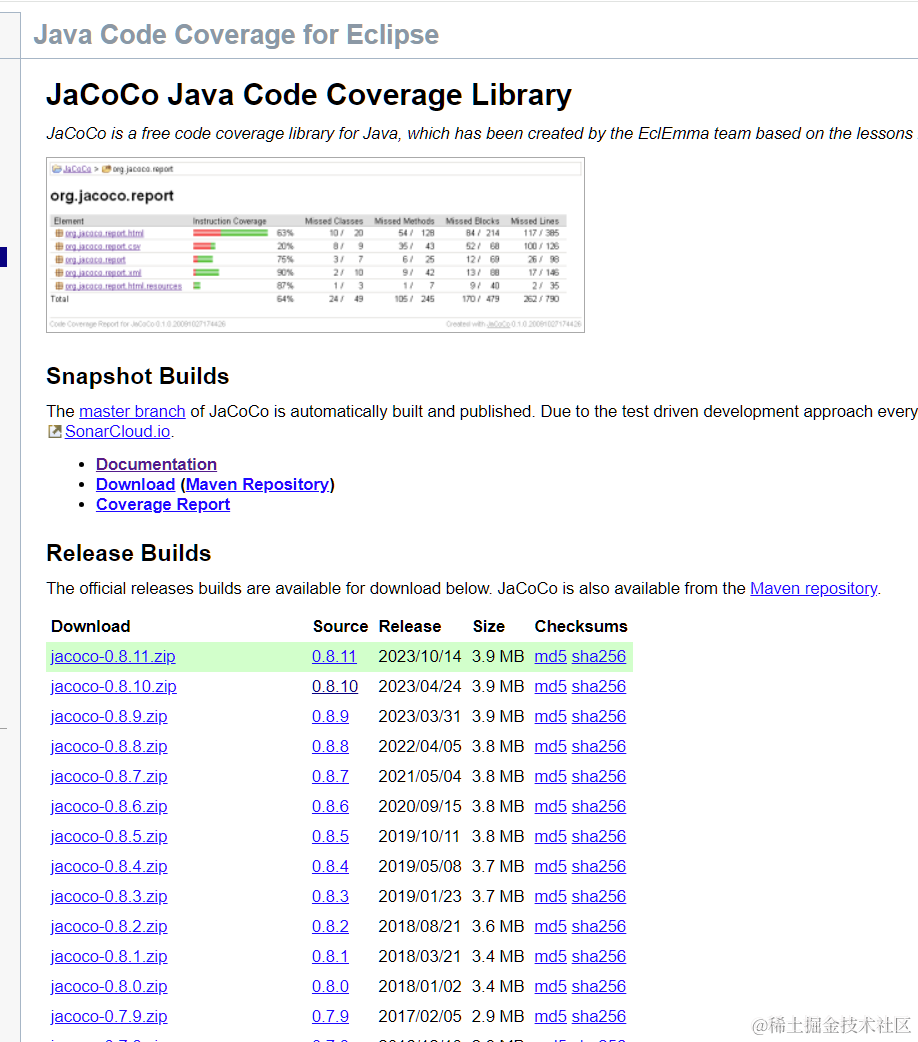 Java Code Coverage for Eclipse
JaCoCo Java Code Coverage Library
JaCoCo is a free code coverage library for Java, which has been created by the EclEmma team based on the lessons
JaCoCo > org.jacoco.report
org.jacoco.report
Element Instruction Coverage Missed Classes Missed Methods Missed Blocks Missed Lines
org.jacoco.report.html 63% 10 / 20 54 / 128 84 / 214 117 / 385
org.jacoco.report.csv 20% 8 / 9 35 / 43 52 / 68 100 / 126
org.jacoco.report 75% 3 / 7 6 / 25 12 / 69 26 / 98
org.jacoco.report.xml 90% 2 / 10 9 / 42 13 / 88 17 / 146
org.jacoco.report.html.resources 87% 1 / 3 1 / 7 9 / 40 2 / 35
Total 64% 24 / 49 105 / 245 170 / 479 262 / 790
Code Coverage Report for JaCoCo 0.1.0.20091027174426 Created with JaCoCo 0.1.0.20091027174426
Snapshot Builds
The master branch of JaCoCo is automatically built and published. Due to the test driven development approach every
SonarCloud.io.
• Documentation
• Download (Maven Repository)
• Coverage Report
Release Builds
The official releases builds are available for download below. JaCoCo is also available from the Maven repository.
Download Source Release Size Checksums
jacoco-0.8.11.zip 0.8.11 2023/10/14 3.9 MB md5 sha256
jacoco-0.8.10.zip 0.8.10 2023/04/24 3.9 MB md5 sha256
jacoco-0.8.9.zip 0.8.9 2023/03/31 3.9 MB md5 sha256
jacoco-0.8.8.zip 0.8.8 2022/04/05 3.8 MB md5 sha256
jacoco-0.8.7.zip 0.8.7 2021/05/04 3.8 MB md5 sha256
jacoco-0.8.6.zip 0.8.6 2020/09/15 3.8 MB md5 sha256
jacoco-0.8.5.zip 0.8.5 2019/10/11 3.8 MB md5 sha256
jacoco-0.8.4.zip 0.8.4 2019/05/08 3.7 MB md5 sha256
jacoco-0.8.3.zip 0.8.3 2019/01/23 3.7 MB md5 sha256
jacoco-0.8.2.zip 0.8.2 2018/08/21 3.6 MB md5 sha256
jacoco-0.8.1.zip 0.8.1 2018/03/21 3.4 MB md5 sha256
jacoco-0.8.0.zip 0.8.0 2018/01/02 3.4 MB md5 sha256
jacoco-0.7.9.zip 0.7.9 2017/02/05 2.9 MB md5 sha256
@稀土掘金技术社区